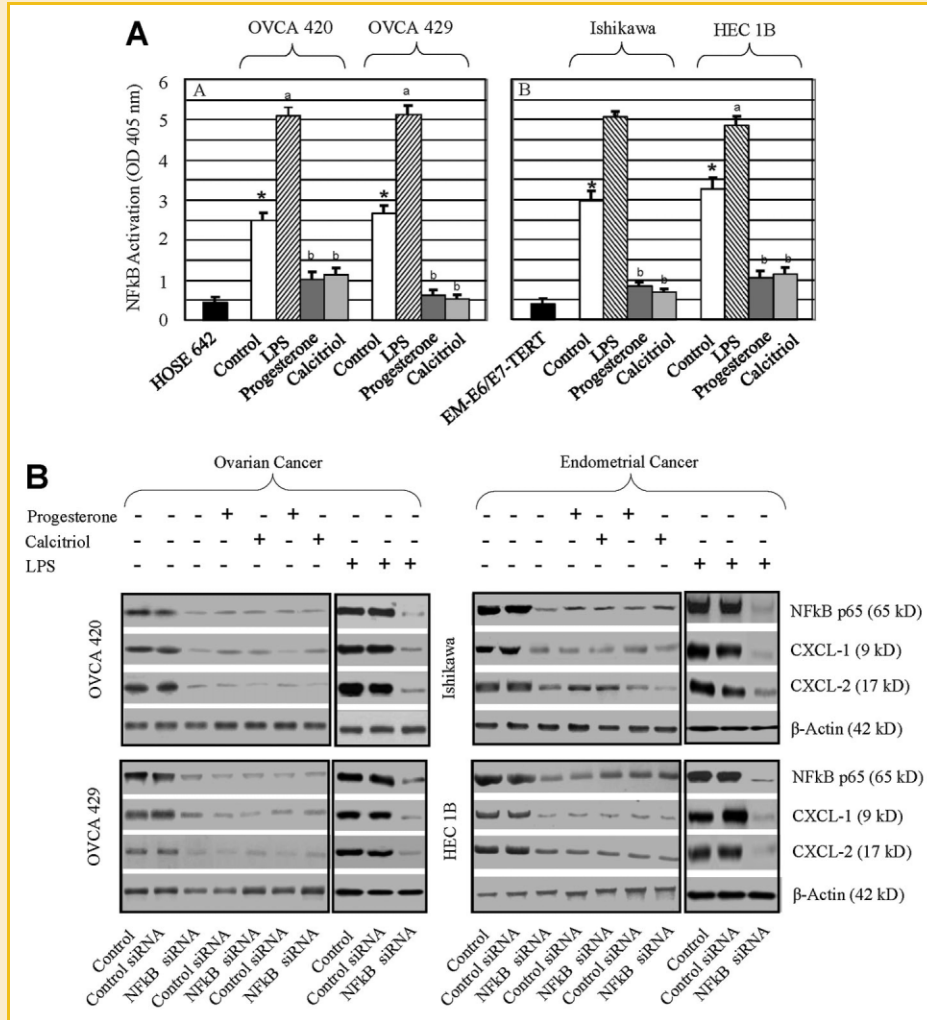 A
OVCA 420 OVCA 429 Ishikawa HEC 1B
NFkB Activation (OD 405 nm)
6
5
4
3
2
1
0
A
a a
* *
b b b b
B
a
* *
b b b b
HOSE 642 Control LPS Progesterone Calcitriol Control LPS Progesterone Calcitriol
EM-E6/E7-TERT Control LPS Progesterone Calcitriol Control LPS Progesterone Calcitriol
B
Ovarian Cancer Endometrial Cancer
Progesterone - - - + - + - - - - - - - + - + - - - -
Calcitriol - - - - + - + - - - - - - - + - + - - -
LPS - - - - - - - + + + - - - - - - - + + +
OVCA 420
Ishikawa
NFkB p65 (65 kD)
CXCL-1 (9 kD)
CXCL-2 (17 kD)
β-Actin (42 kD)
OVCA 429
HEC 1B
NFkB p65 (65 kD)
CXCL-1 (9 kD)
CXCL-2 (17 kD)
β-Actin (42 kD)
Control Control siRNA NFkB siRNA Control siRNA NFkB siRNA Control siRNA NFkB siRNA Control Control siRNA NFkB siRNA
Control Control siRNA NFkB siRNA Control siRNA NFkB siRNA Control siRNA NFkB siRNA Control Control siRNA NFkB siRNA